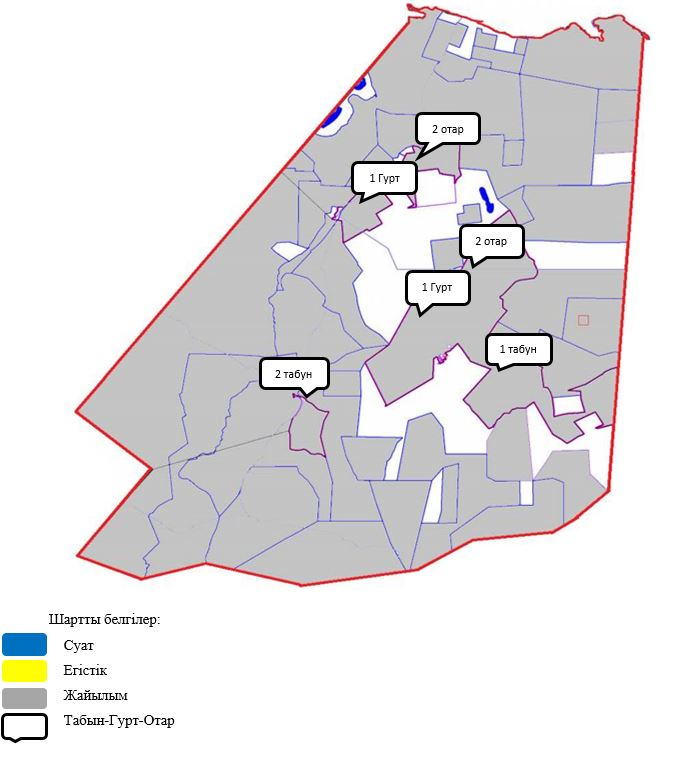 2 отар
1 Гурт
2 отар
1 Гурт
1 табун
2 табун
Шартты белгілер:
Суат
Егістік
Жайылым
Табын-Гурт-Отар